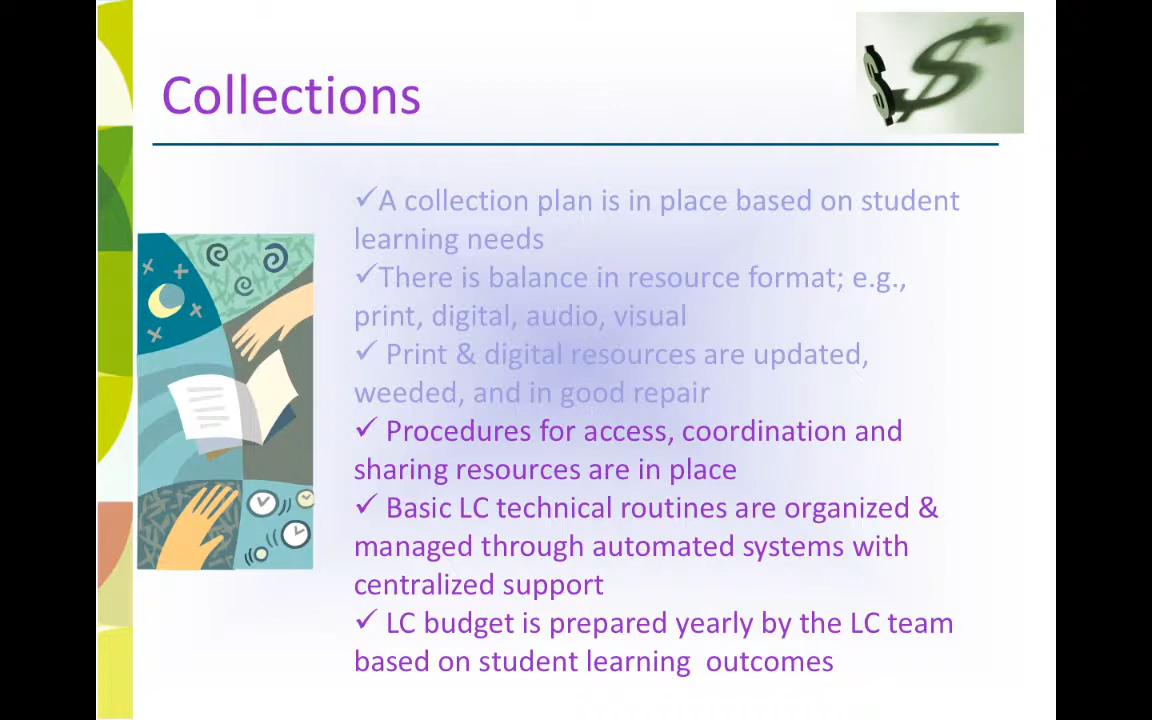 Collections
✓A collection plan is in place based on student
learning needs
✓There is balance in resource format; e.g.,
print, digital, audio, visual
✓ Print & digital resources are updated,
weeded, and in good repair
✓ Procedures for access, coordination and
sharing resources are in place
✓ Basic LC technical routines are organized &
managed through automated systems with
centralized support
✓ LC budget is prepared yearly by the LC team
based on student learning  outcomes